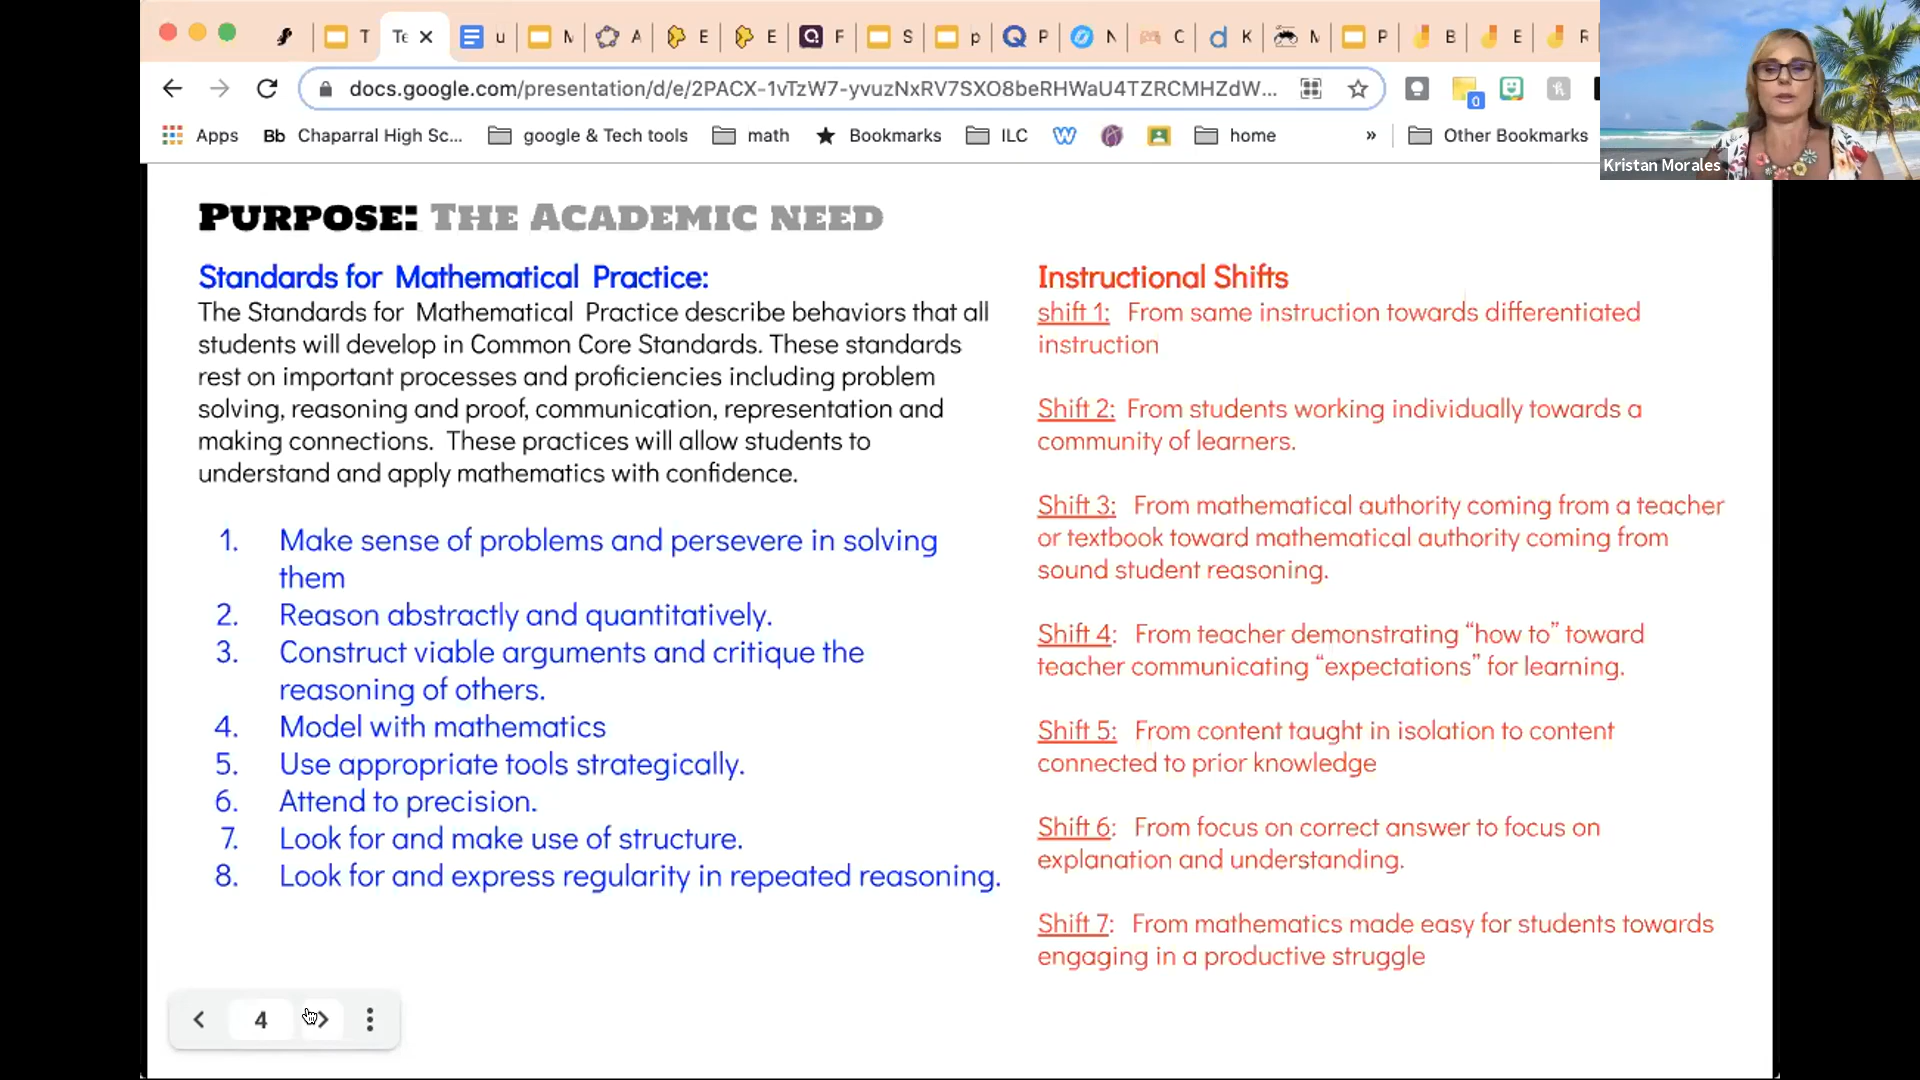 T
Te
u
M
A
E
E
F
S
p
P
N
C
K
M
P
B
E
R
docs.google.com/presentation/d/e/2PACX-1vTzW7-yvuzNxRV7SXO8beRHWaU4TZRCMHZdW...
0
Apps
Bb Chaparral High Sc...
google & Tech tools
math
Bookmarks
ILC
home
»
Other Bookmarks
Kristan Morales
Purpose: The Academic need
Standards for Mathematical Practice:
The Standards for Mathematical Practice describe behaviors that all
students will develop in Common Core Standards. These standards
rest on important processes and proficiencies including problem
solving, reasoning and proof, communication, representation and
making connections. These practices will allow students to
understand and apply mathematics with confidence.
1. Make sense of problems and persevere in solving
them
2. Reason abstractly and quantitatively.
3. Construct viable arguments and critique the
reasoning of others.
4. Model with mathematics
5. Use appropriate tools strategically.
6. Attend to precision.
7. Look for and make use of structure.
8. Look for and express regularity in repeated reasoning.
Instructional Shifts
shift 1: From same instruction towards differentiated
instruction
Shift 2: From students working individually towards a
community of learners.
Shift 3: From mathematical authority coming from a teacher
or textbook toward mathematical authority coming from
sound student reasoning.
Shift 4: From teacher demonstrating “how to” toward
teacher communicating “expectations” for learning.
Shift 5: From content taught in isolation to content
connected to prior knowledge
Shift 6: From focus on correct answer to focus on
explanation and understanding.
Shift 7: From mathematics made easy for students towards
engaging in a productive struggle
4